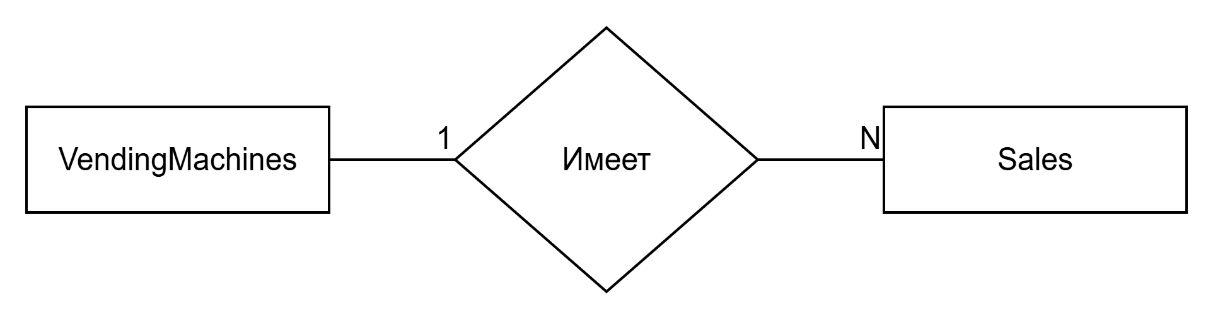 VendingMachines
1
Имеет
N
Sales